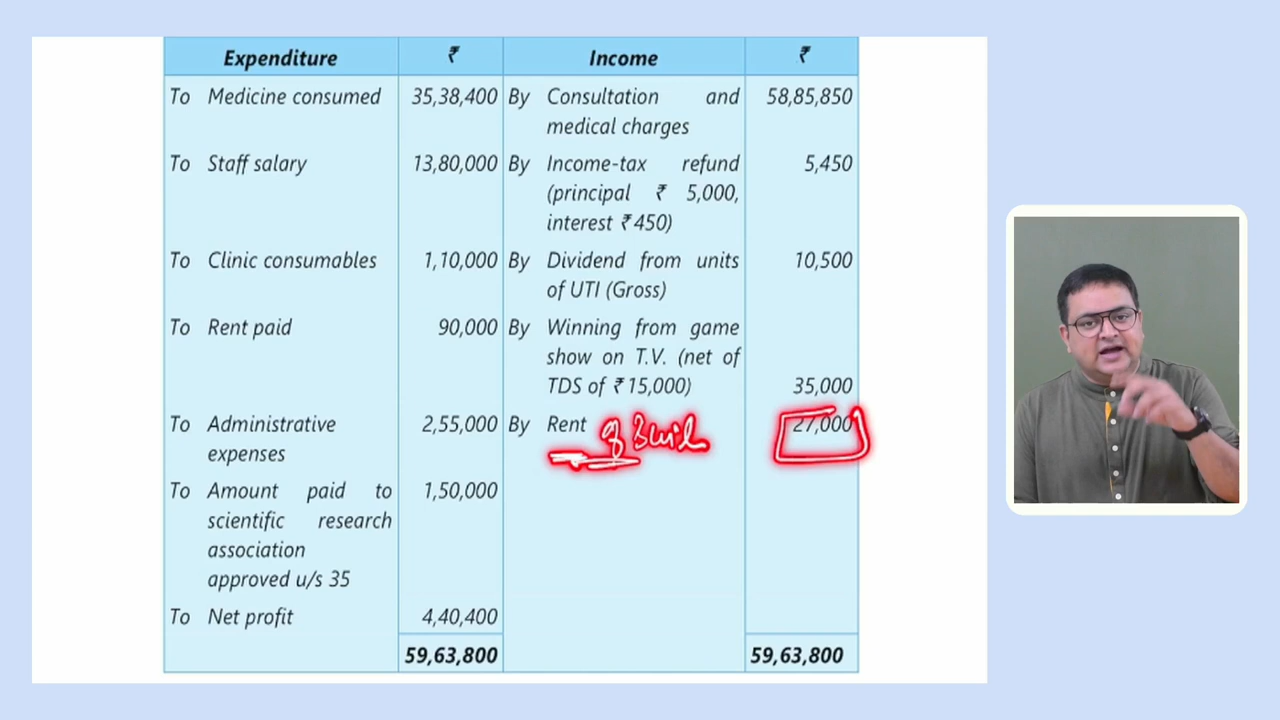 Expenditure ₹ Income ₹
To Medicine consumed 35,38,400 By Consultation and 58,85,850
medical charges
To Staff salary 13,80,000 By Income-tax refund 5,450
(principal ₹ 5,000,
interest ₹ 450)
To Clinic consumables 1,10,000 By Dividend from units 10,500
of UTI (Gross)
To Rent paid 90,000 By Winning from game
show on T.V. (net of
TDS of ₹ 15,000) 35,000
To Administrative 2,55,000 By Rent 27,000
expenses
To Amount paid to 1,50,000
scientific research
association
approved u/s 35
To Net profit 4,40,400
59,63,800 59,63,800